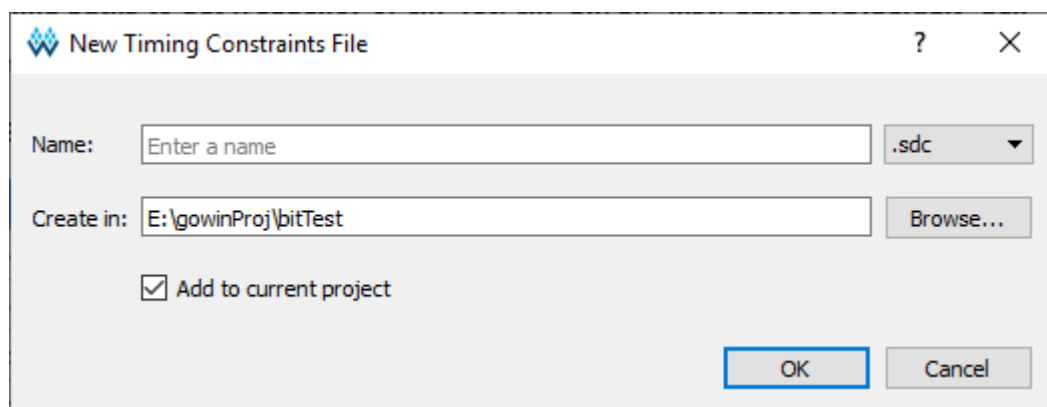 New Timing Constraints File
Name: Enter a name .sdc
Create in: E:\gowinProj\bitTest Browse...
Add to current project
OK Cancel